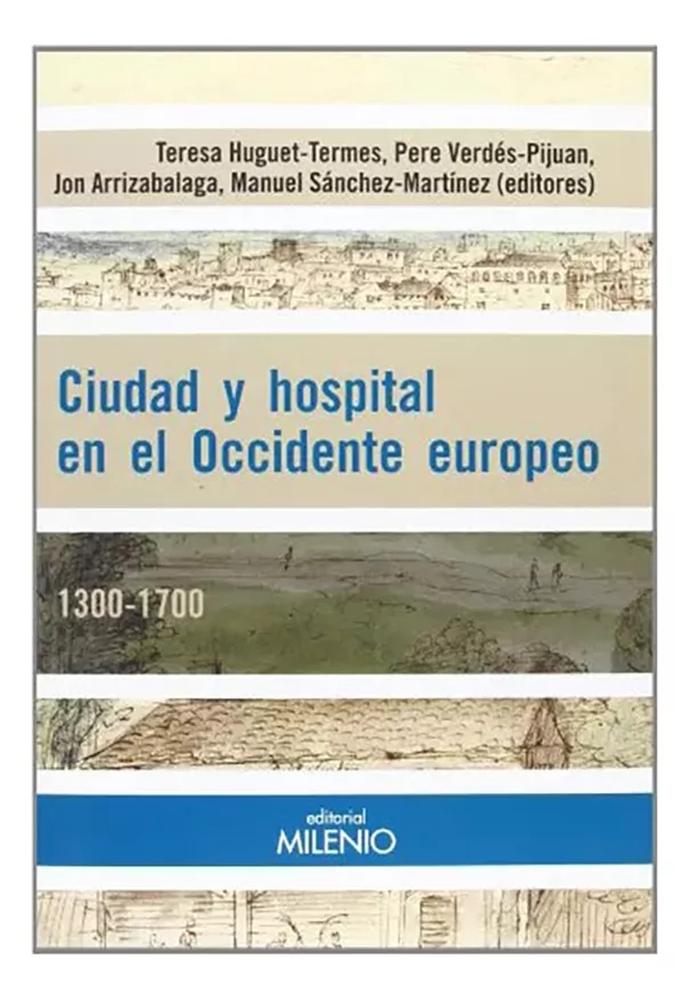 Teresa Huguet-Termes, Pere Verdés-Pijuan,
Jon Arrizabalaga, Manuel Sánchez-Martínez (editores)
Ciudad y hospital
en el Occidente europeo
1300-1700
editorial
MILENIO